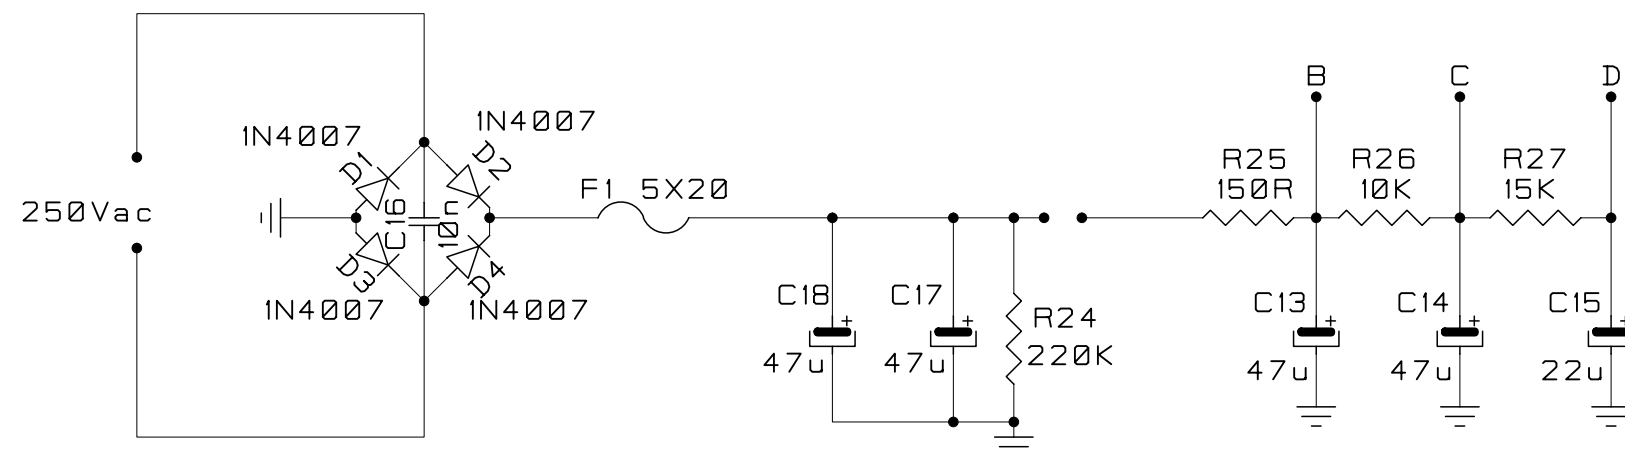 B
C
D
1N4007
1N4007
D1
D2
R25
150R
R26
10K
R27
15K
250Vac
F1 5X20
C16
10n
D3
D4
1N4007
1N4007
C18
+
47u
C17
+
47u
R24
220K
C13
+
47u
C14
+
47u
C15
+
22u